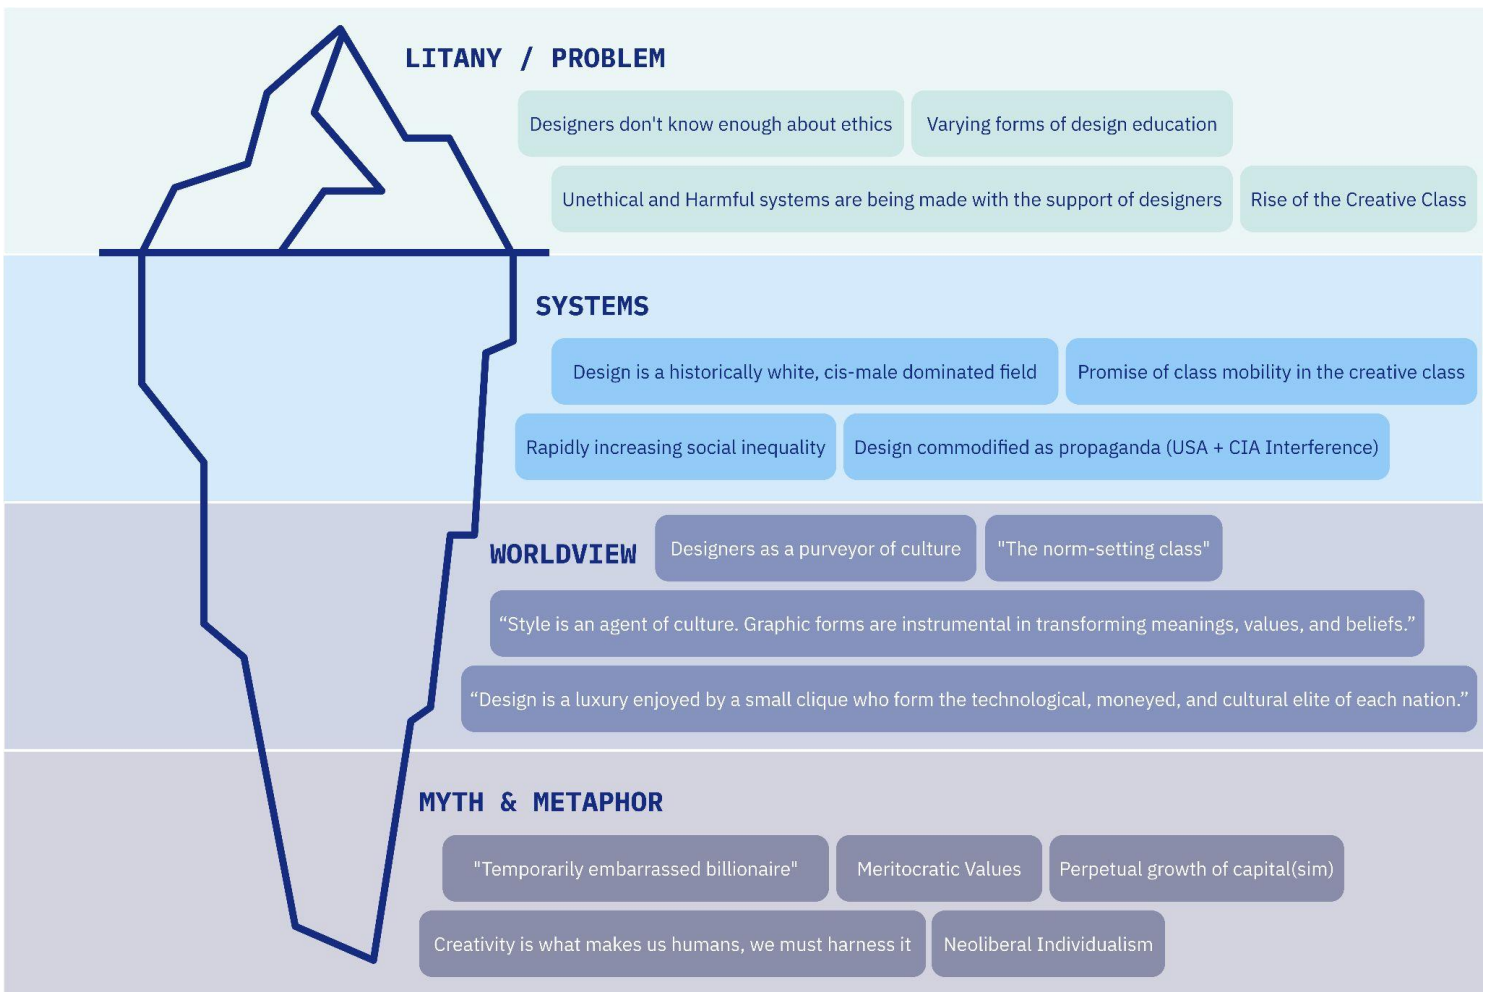 LITANY / PROBLEM
Designers don't know enough about ethics
Varying forms of design education
Unethical and Harmful systems are being made with the support of designers
Rise of the Creative Class
SYSTEMS
Design is a historically white, cis-male dominated field
Promise of class mobility in the creative class
Rapidly increasing social inequality
Design commodified as propaganda (USA + CIA Interference)
WORLDVIEW
Designers as a purveyor of culture
"The norm-setting class"
“Style is an agent of culture. Graphic forms are instrumental in transforming meanings, values, and beliefs.”
“Design is a luxury enjoyed by a small clique who form the technological, moneyed, and cultural elite of each nation.”
MYTH & METAPHOR
"Temporarily embarrassed billionaire"
Meritocratic Values
Perpetual growth of capital(sim)
Creativity is what makes us humans, we must harness it
Neoliberal Individualism